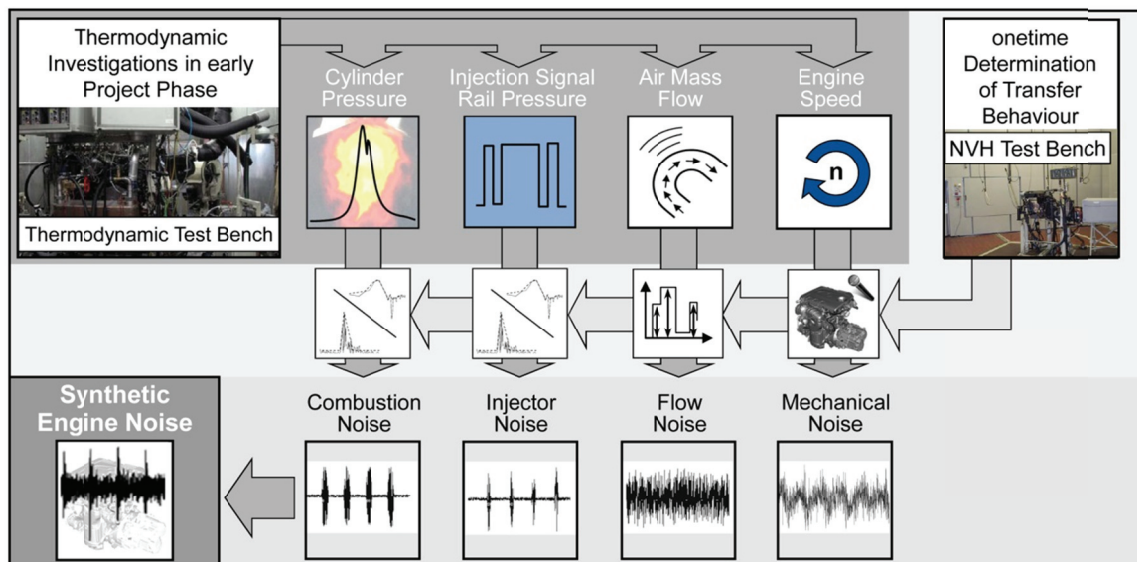 Thermodynamic
Investigations in early
Project Phase
Thermodynamic Test Bench
Cylinder
Pressure
Injection Signal
Rail Pressure
Air Mass
Flow
Engine
Speed
n
onetime
Determination
of Transfer
Behaviour
NVH Test Bench
Synthetic
Engine Noise
Combustion
Noise
Injector
Noise
Flow
Noise
Mechanical
Noise